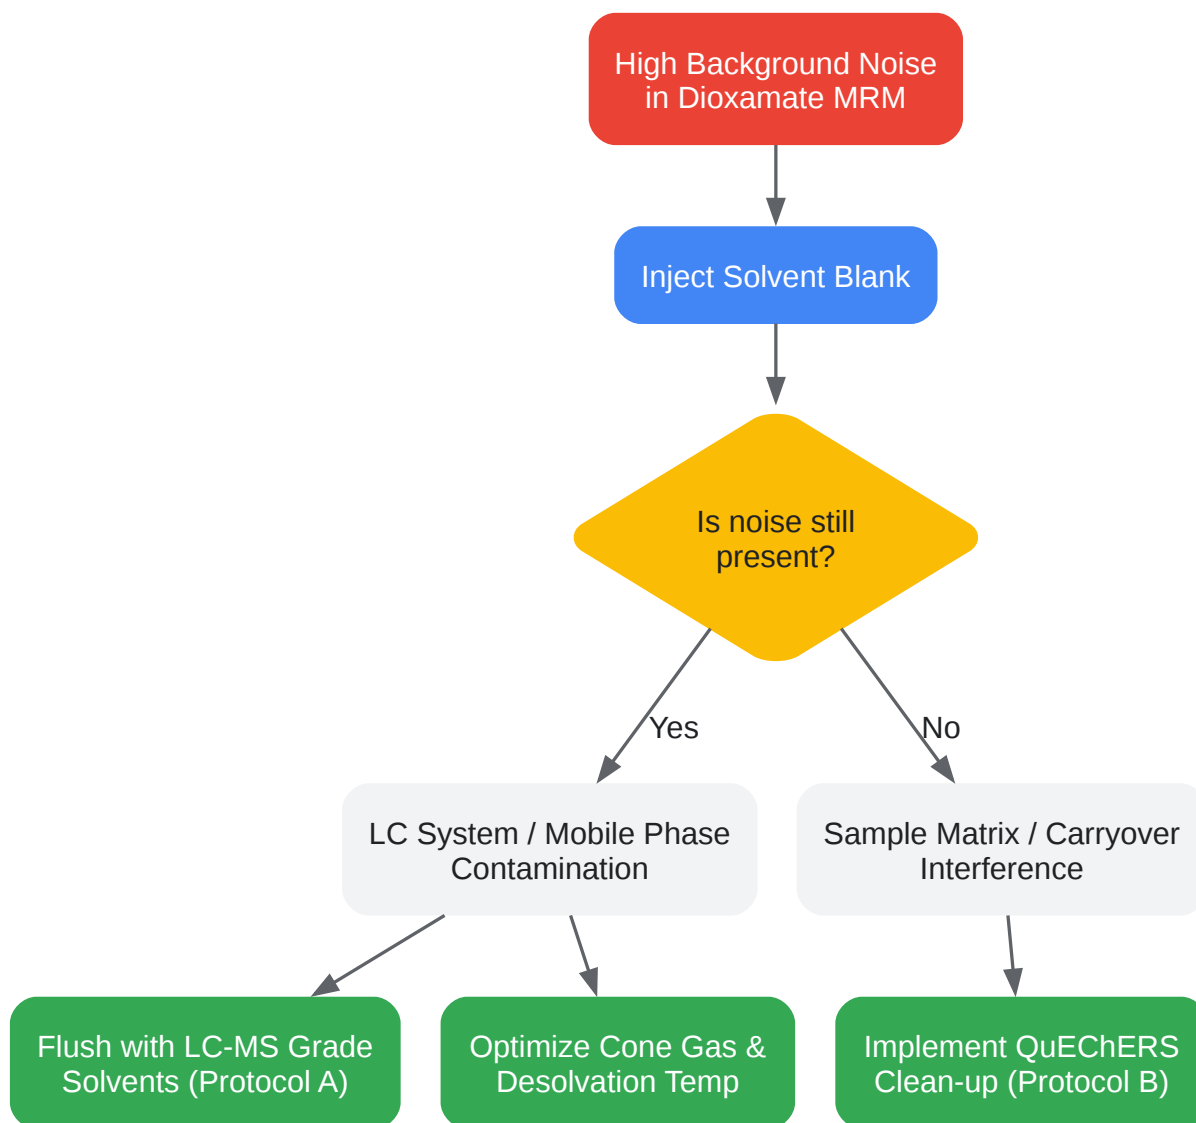 High Background Noise
in Dioxamate MRM
Inject Solvent Blank
Is noise still
present?
Yes
No
LC System / Mobile Phase
Contamination
Sample Matrix / Carryover
Interference
Flush with LC-MS Grade
Solvents (Protocol A)
Optimize Cone Gas &
Desolvation Temp
Implement QuEChERS
Clean-up (Protocol B)